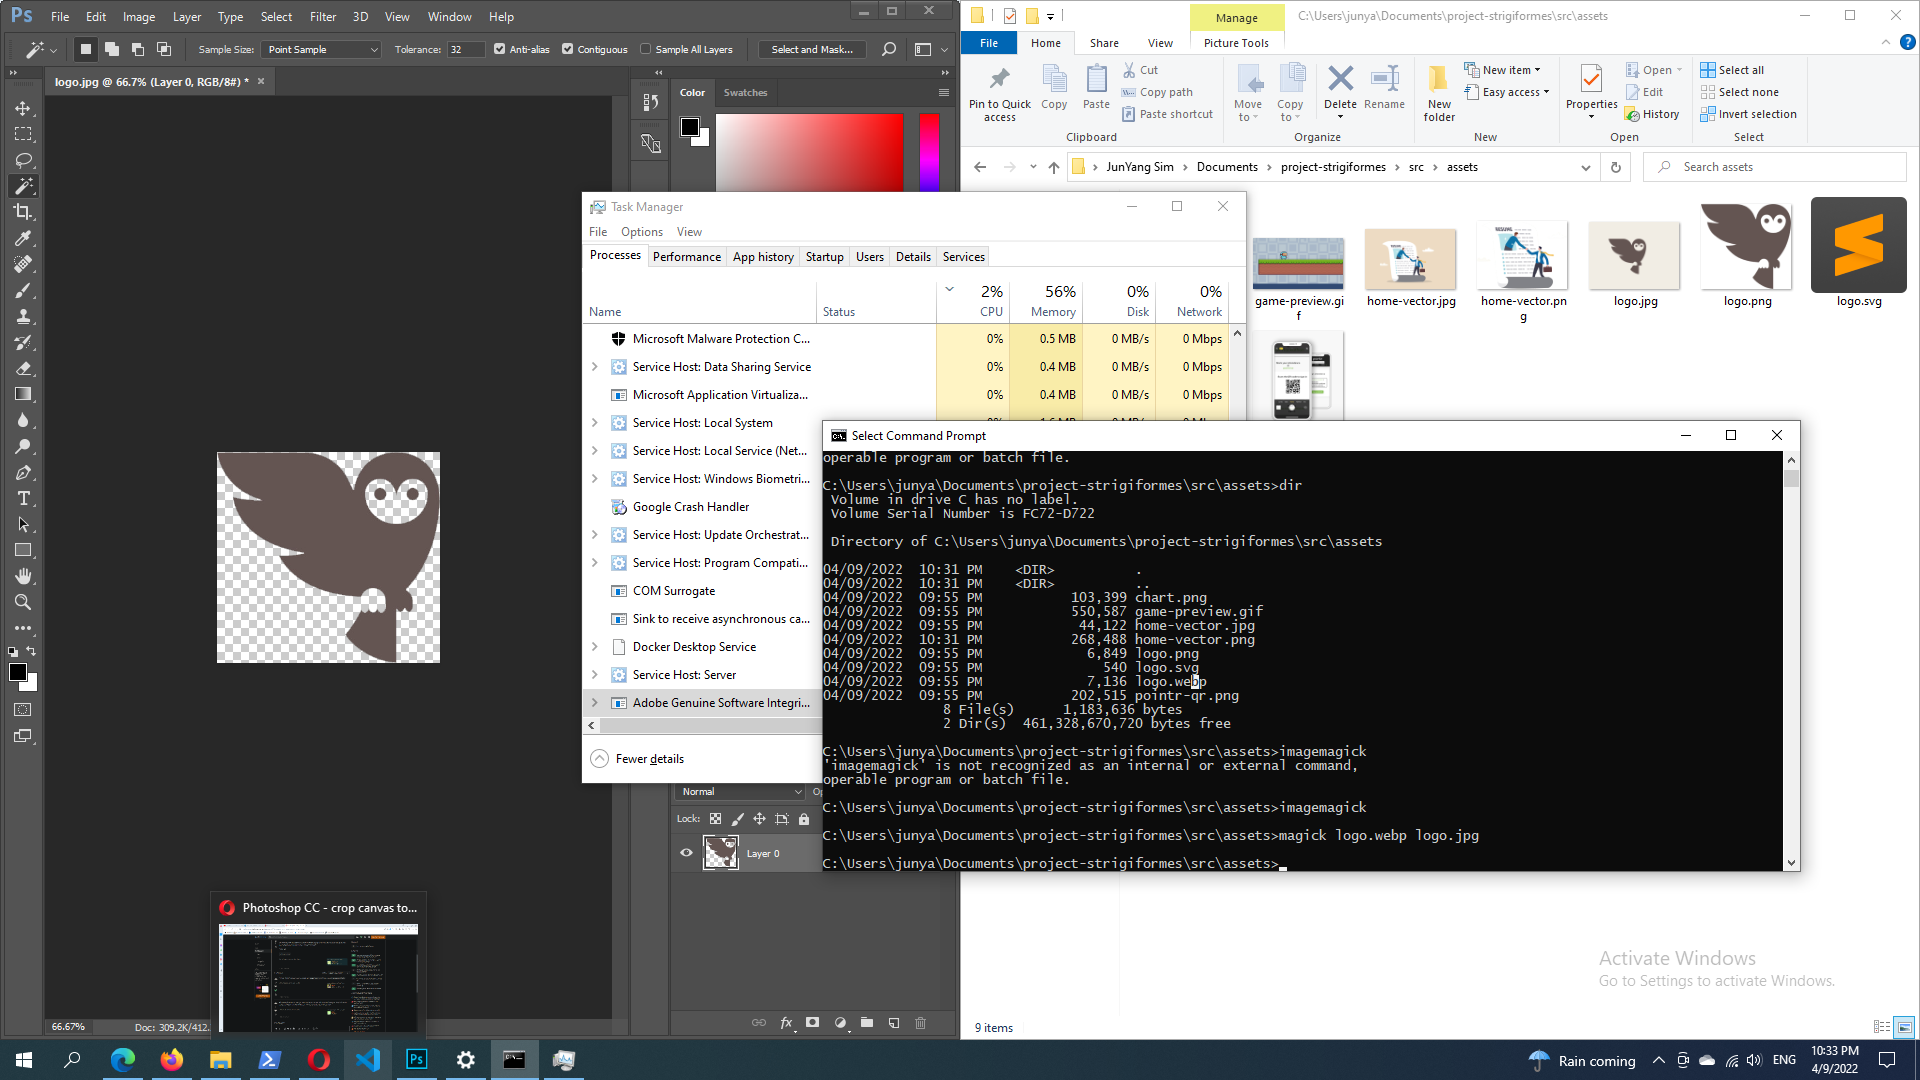 Ps File Edit Image Layer Type Select Filter 3D View Window Help
Sample Size: Point Sample Tolerance: 32 Anti-alias Contiguous Sample All Layers Select and Mask...
logo.jpg @ 66.7% (Layer 0, RGB/8#) *
Color Swatches
Normal
Lock:
Layer 0
fx
66.67% Doc: 309.2K/412.
Photoshop CC - crop canvas to...
Manage C:\Users\junya\Documents\project-strigiformes\src\assets
File Home Share View Picture Tools
Pin to Quick access
Copy
Paste
Cut
Copy path
Paste shortcut
Clipboard
Move to
Copy to
Delete
Rename
Organize
New folder
New item
Easy access
New
Properties
Open
Edit
History
Open
Select all
Select none
Invert selection
Select
JunYang Sim Documents project-strigiformes src assets
Search assets
game-preview.gif
home-vector.jpg
home-vector.png
logo.jpg
logo.png
logo.svg
Task Manager
File Options View
Processes Performance App history Startup Users Details Services
2% 56% 0% 0%
Name Status CPU Memory Disk Network
Microsoft Malware Protection C... 0% 0.5 MB 0 MB/s 0 Mbps
Service Host: Data Sharing Service 0% 0.4 MB 0 MB/s 0 Mbps
Microsoft Application Virtualiza... 0% 0.4 MB 0 MB/s 0 Mbps
Service Host: Local System
Service Host: Local Service (Net...
Service Host: Windows Biometri...
Google Crash Handler
Service Host: Update Orchestrat...
Service Host: Program Compati...
COM Surrogate
Sink to receive asynchronous ca...
Docker Desktop Service
Service Host: Server
Adobe Genuine Software Integri...
Fewer details
Select Command Prompt
operable program or batch file.
C:\Users\junya\Documents\project-strigiformes\src\assets>dir
Volume in drive C has no label.
Volume Serial Number is FC72-D722
Directory of C:\Users\junya\Documents\project-strigiformes\src\assets
04/09/2022 10:31 PM <DIR> .
04/09/2022 10:31 PM <DIR> ..
04/09/2022 09:55 PM 103,399 chart.png
04/09/2022 09:55 PM 550,587 game-preview.gif
04/09/2022 09:55 PM 44,122 home-vector.jpg
04/09/2022 10:31 PM 268,488 home-vector.png
04/09/2022 09:55 PM 6,849 logo.png
04/09/2022 09:55 PM 540 logo.svg
04/09/2022 09:55 PM 7,136 logo.webp
04/09/2022 09:55 PM 202,515 pointr-qr.png
8 File(s) 1,183,636 bytes
2 Dir(s) 461,328,670,720 bytes free
C:\Users\junya\Documents\project-strigiformes\src\assets>imagemagick
'imagemagick' is not recognized as an internal or external command,
operable program or batch file.
C:\Users\junya\Documents\project-strigiformes\src\assets>imagemagick
C:\Users\junya\Documents\project-strigiformes\src\assets>magick logo.webp logo.jpg
C:\Users\junya\Documents\project-strigiformes\src\assets>
Activate Windows
Go to Settings to activate Windows.
9 items
Ps
Rain coming
ENG
10:33 PM
4/9/2022